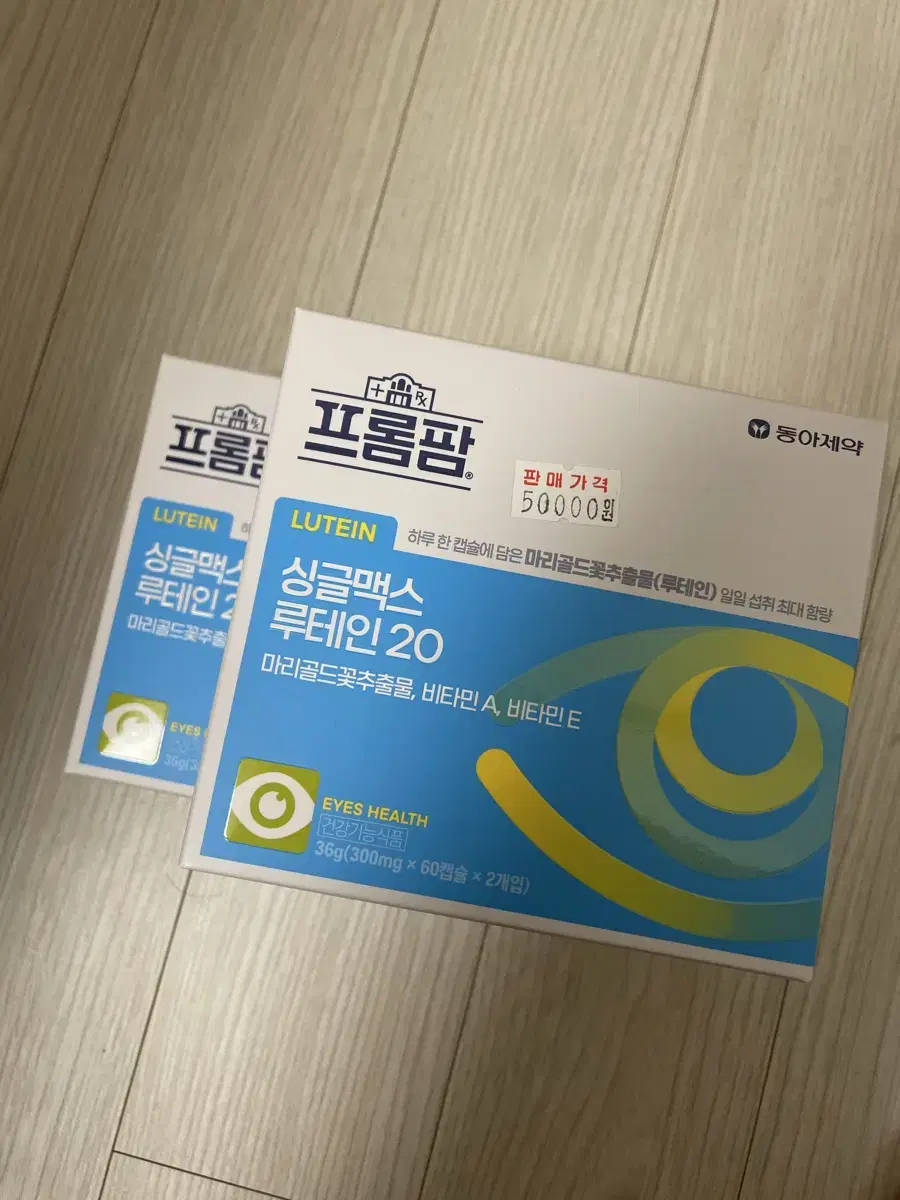 프롬팜®
동아제약
판매가격
50000원
LUTEIN
하루 한 캡슐에 담은 마리골드꽃추출물(루테인) 일일 섭취 최대 함량
싱글맥스
루테인 20
마리골드꽃추출물, 비타민 A, 비타민 E
EYES HEALTH
건강기능식품
36g(300mg × 60캡슐 × 2개입)
프롬팜
LUTEIN
하
싱글맥스
루테인 2
마리골드꽃추출
EYES
36g(3